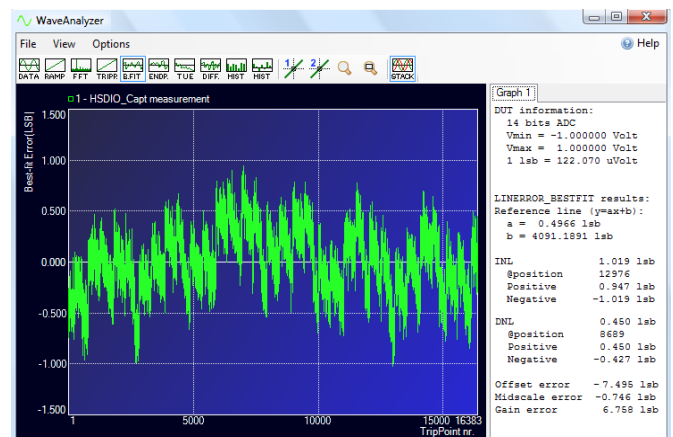 WaveAnalyzer
File View Options Help
DATA RAMP FFT TRIPP. B.FIT ENDP. TUE DIFF. HIST HIST 1 2 STACK
1 - HSDIO_Capt measurement
Best-fit Error[LSB]
1.500
1.000
0.500
0.000
-0.500
-1.000
-1.500
1 5000 10000 15000 16383
TripPoint nr.
Graph 1
DUT information:
14 bits ADC
Vmin = -1.000000 Volt
Vmax = 1.000000 Volt
1 lsb = 122.070 uVolt
LINERROR_BESTFIT results:
Reference line (y=ax+b):
a = 0.4966 lsb
b = 4091.1891 lsb
INL 1.019 lsb
@position 12976
Positive 0.947 lsb
Negative -1.019 lsb
DNL 0.450 lsb
@position 8689
Positive 0.450 lsb
Negative -0.427 lsb
Offset error -7.495 lsb
Midscale error -0.746 lsb
Gain error 6.758 lsb